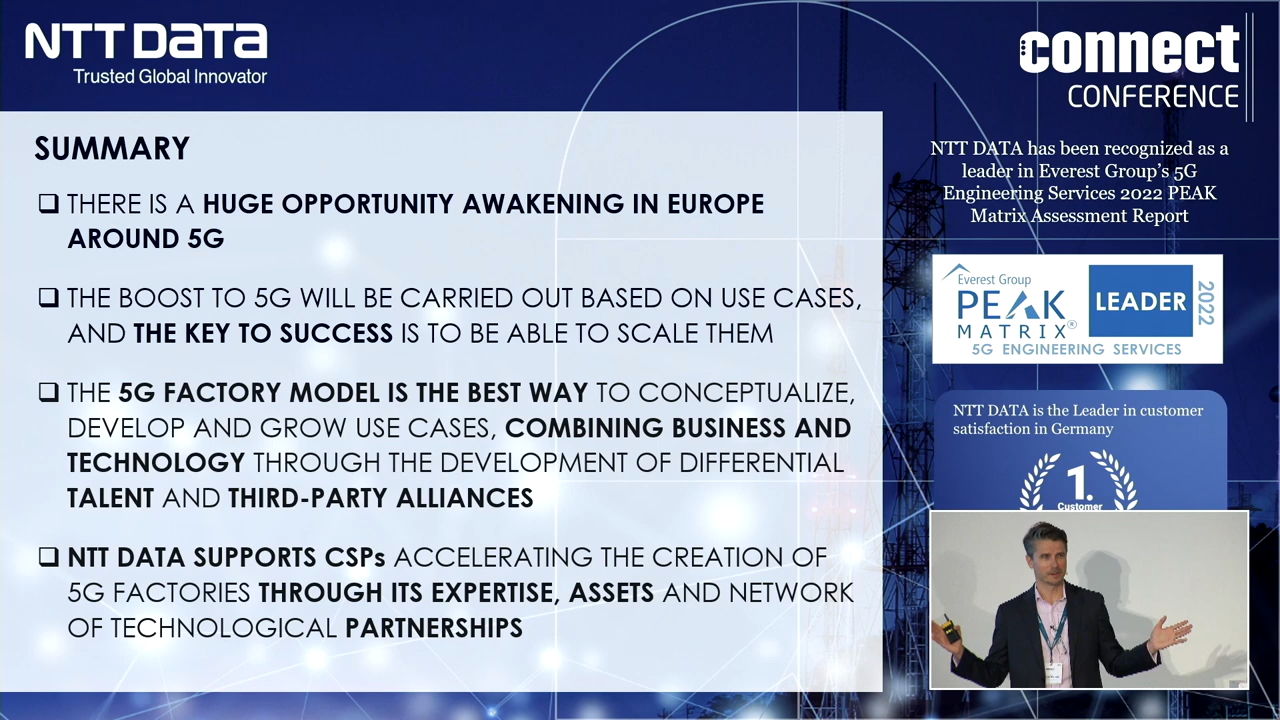 NTT DATA
Trusted Global Innovator
connect
CONFERENCE
SUMMARY
❑ THERE IS A HUGE OPPORTUNITY AWAKENING IN EUROPE
AROUND 5G
❑ THE BOOST TO 5G WILL BE CARRIED OUT BASED ON USE CASES,
AND THE KEY TO SUCCESS IS TO BE ABLE TO SCALE THEM
❑ THE 5G FACTORY MODEL IS THE BEST WAY TO CONCEPTUALIZE,
DEVELOP AND GROW USE CASES, COMBINING BUSINESS AND
TECHNOLOGY THROUGH THE DEVELOPMENT OF DIFFERENTIAL
TALENT AND THIRD-PARTY ALLIANCES
❑ NTT DATA SUPPORTS CSPs ACCELERATING THE CREATION OF
5G FACTORIES THROUGH ITS EXPERTISE, ASSETS AND NETWORK
OF TECHNOLOGICAL PARTNERSHIPS
NTT DATA has been recognized as a
leader in Everest Group's 5G
Engineering Services 2022 PEAK
Matrix Assessment Report
Everest Group
PEAK
MATRIX®
LEADER
2022
5G ENGINEERING SERVICES
NTT DATA is the Leader in customer
satisfaction in Germany
1.
Customer